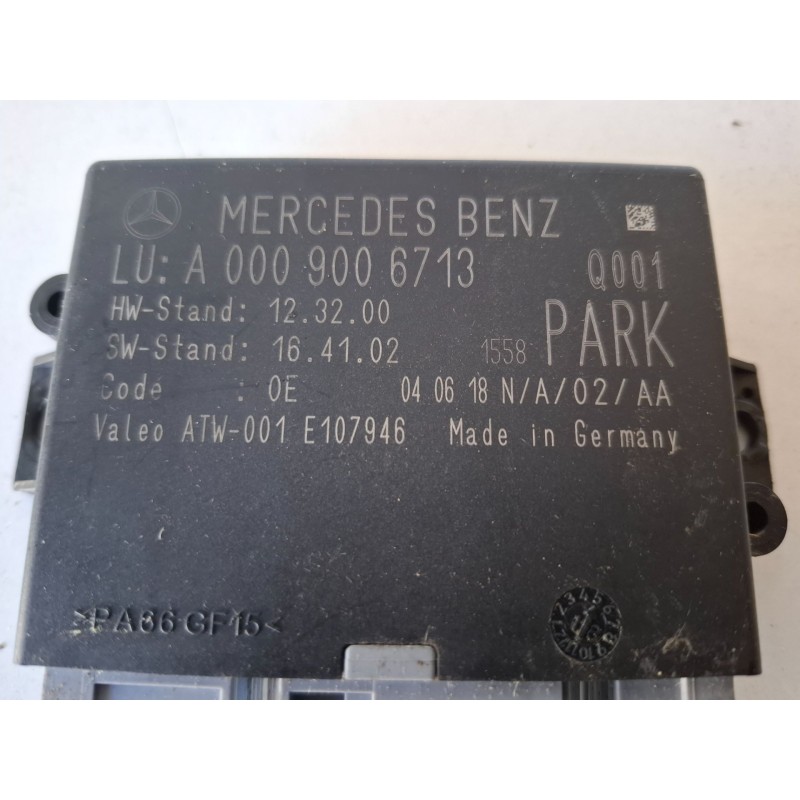 MERCEDES BENZ
LU: A 000 900 6713 Q001
HW-Stand: 12.32.00
SW-Stand: 16.41.02 1558 PARK
Code : 0E 04 06 18 N/A/02/AA
Valeo ATW-001 E107946 Made in Germany
>PA66 GF15<